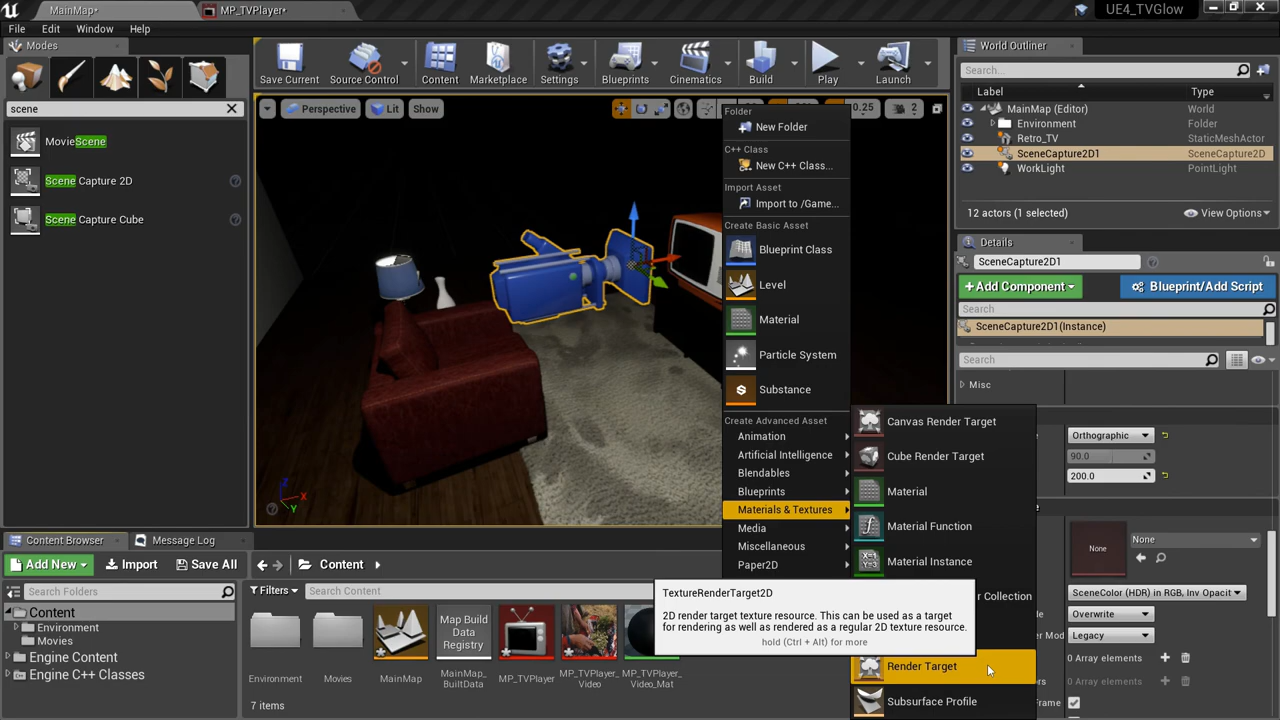 MainMap•
MP_TVPlayer•
UE4_TVGlow
File Edit Window Help
Modes
scene
MovieScene
Scene Capture 2D
Scene Capture Cube
Save Current
Source Control
Content
Marketplace
Settings
Blueprints
Cinematics
Build
Play
Launch
Perspective
Lit
Show
0.25
2
Z
X
Y
Folder
New Folder
C++ Class
New C++ Class...
Import Asset
Import to /Game...
Create Basic Asset
Blueprint Class
Level
Material
Particle System
Substance
Create Advanced Asset
Animation
Artificial Intelligence
Blendables
Blueprints
Materials & Textures
Media
Miscellaneous
Paper2D
Canvas Render Target
Cube Render Target
Material
Material Function
Material Instance
r Collection
Render Target
Subsurface Profile
TextureRenderTarget2D
2D render target texture resource. This can be used as a target
for rendering as well as rendered as a regular 2D texture resource.
hold (Ctrl + Alt) for more
World Outliner
Search...
Label Type
MainMap (Editor) World
Environment Folder
Retro_TV StaticMeshActor
SceneCapture2D1 SceneCapture2D
WorkLight PointLight
12 actors (1 selected)
View Options
Details
SceneCapture2D1
+Add Component
Blueprint/Add Script
Search
SceneCapture2D1(Instance)
Search
Misc
Orthographic
90.0
200.0
None
None
SceneColor (HDR) in RGB, Inv Opacit
Overwrite
Legacy
0 Array elements
0 Array elements
Frame
Content Browser
Message Log
Add New
Import
Save All
Content
Search Folders
Filters
Search Content
Content
Environment
Movies
Engine Content
Engine C++ Classes
Map Build
Data
Registry
Environment
Movies
MainMap
MainMap_
BuiltData
MP_TVPlayer
MP_TVPlayer_
Video
MP_TVPlayer_
Video_Mat
7 items